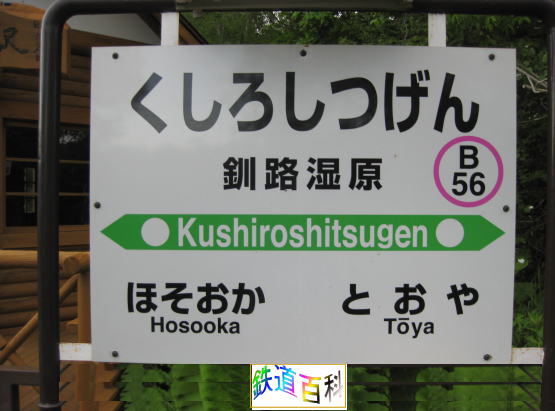 くしろしつげん
釧路湿原
B
56
Kushiroshitsugen
ほそおか とおや
Hosooka Tōya
鉄道百科